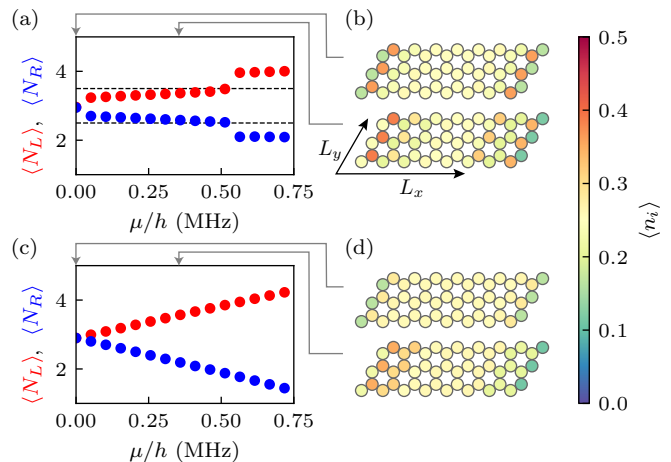 (a)
(b)
⟨N_L⟩, ⟨N_R⟩
4
2
0.00 0.25 0.50 0.75
μ/h (MHz)
L_y
L_x
(c)
(d)
⟨N_L⟩, ⟨N_R⟩
4
2
0.00 0.25 0.50 0.75
μ/h (MHz)
0.5
0.4
0.3
0.2
0.1
0.0
⟨n_i⟩